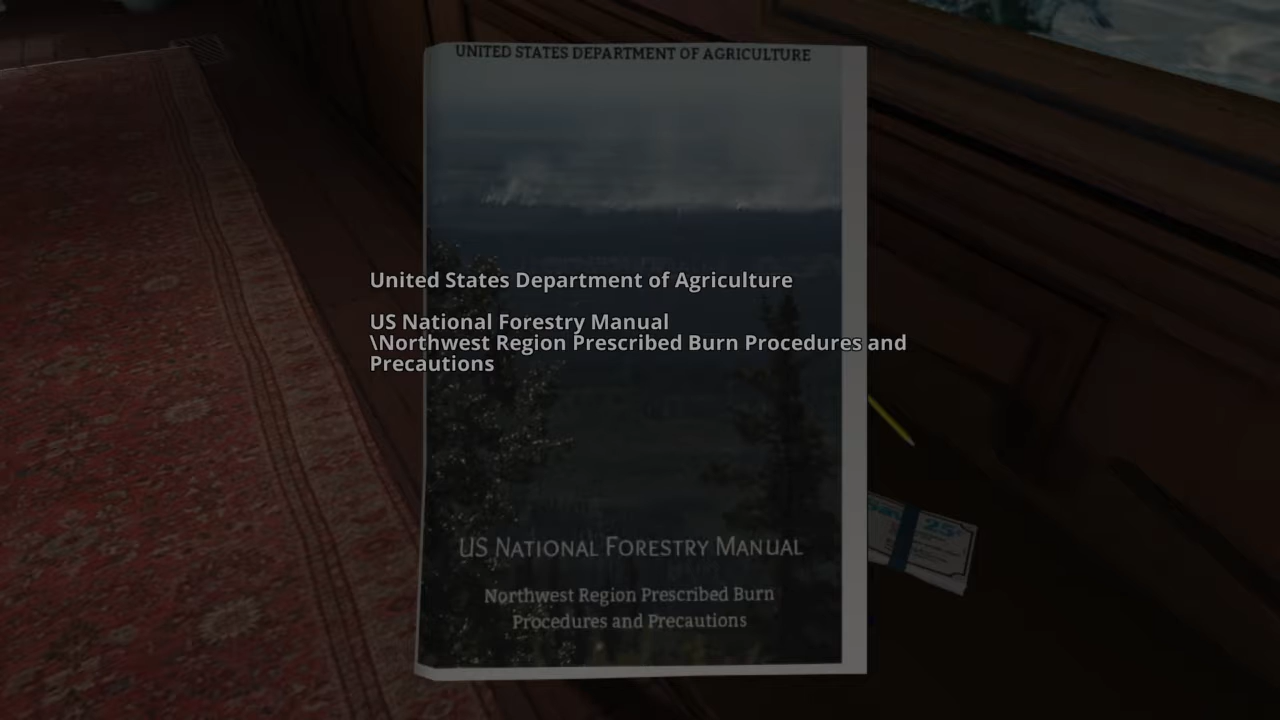 UNITED STATES DEPARTMENT OF AGRICULTURE
United States Department of Agriculture
US National Forestry Manual
\Northwest Region Prescribed Burn Procedures and
Precautions
US NATIONAL FORESTRY MANUAL
Northwest Region Prescribed Burn
Procedures and Precautions
25¢